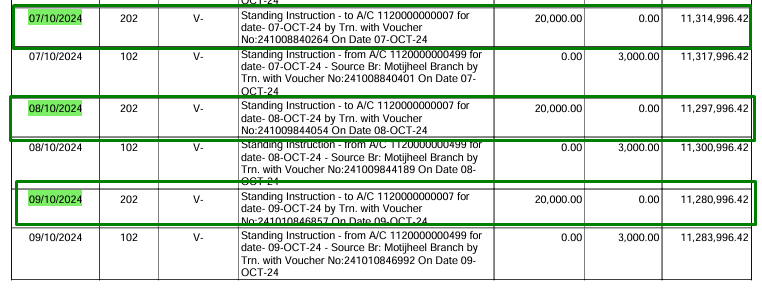 07/10/2024 202 V- Standing Instruction - to A/C 1120000000007 for 20,000.00 0.00 11,314,996.42
date- 07-OCT-24 by Trn. with Voucher
No:241008840264 On Date 07-OCT-24
07/10/2024 102 V- Standing Instruction - from A/C 1120000000499 for 0.00 3,000.00 11,317,996.42
date- 07-OCT-24 - Source Br: Motijheel Branch by
Trn. with Voucher No:241008840401 On Date 07-
OCT-24
08/10/2024 202 V- Standing Instruction - to A/C 1120000000007 for 20,000.00 0.00 11,297,996.42
date- 08-OCT-24 by Trn. with Voucher
No:241009844054 On Date 08-OCT-24
08/10/2024 102 V- Standing Instruction - from A/C 1120000000499 for 0.00 3,000.00 11,300,996.42
date- 08-OCT-24 - Source Br: Motijheel Branch by
Trn. with Voucher No:241009844189 On Date 08-
OCT-24
09/10/2024 202 V- Standing Instruction - to A/C 1120000000007 for 20,000.00 0.00 11,280,996.42
date- 09-OCT-24 by Trn. with Voucher
No:241010846857 On Date 09-OCT-24
09/10/2024 102 V- Standing Instruction - from A/C 1120000000499 for 0.00 3,000.00 11,283,996.42
date- 09-OCT-24 - Source Br: Motijheel Branch by
Trn. with Voucher No:241010846992 On Date 09-
OCT-24